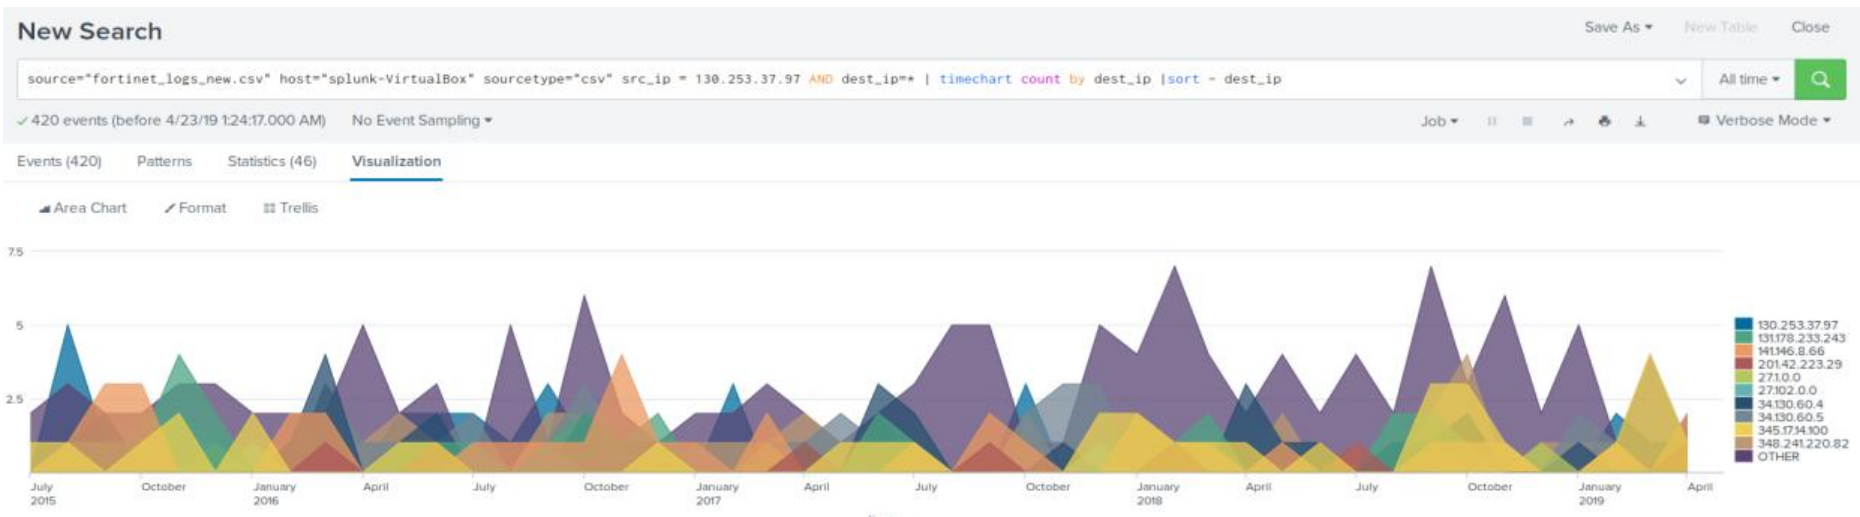 New Search
Save As New Table Close
source="fortinet_logs_new.csv" host="splunk-VirtualBox" sourcetype="csv" src_ip = 130.253.37.97 AND dest_ip=* | timechart count by dest_ip |sort - dest_ip
All time
420 events (before 4/23/19 1:24:17.000 AM) No Event Sampling
Job Verbose Mode
Events (420) Patterns Statistics (46) Visualization
Area Chart Format Trellis
7.5
5
2.5
130.253.37.97
131.178.233.243
141.146.8.66
201.42.223.29
27.1.0.0
27.102.0.0
34.130.60.4
34.130.60.5
345.17.14.100
348.241.220.82
OTHER
July October January April July October January April July October January April July October January April
2015 2016 2017 2018 2019